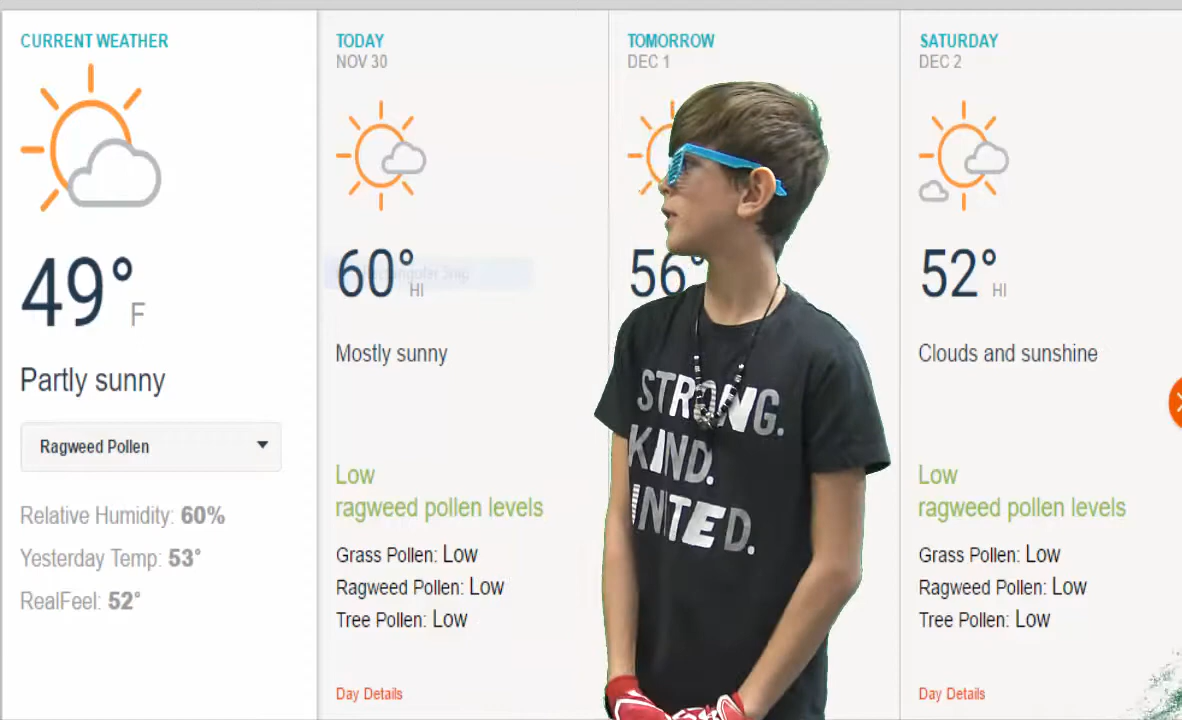 CURRENT WEATHER
49°F
Partly sunny
Ragweed Pollen
Relative Humidity: 60%
Yesterday Temp: 53°
RealFeel: 52°
TODAY
NOV 30
60°HI
Mostly sunny
Low
ragweed pollen levels
Grass Pollen: Low
Ragweed Pollen: Low
Tree Pollen: Low
Day Details
TOMORROW
DEC 1
56°
STRONG.
KIND.
UNITED.
SATURDAY
DEC 2
52°HI
Clouds and sunshine
Low
ragweed pollen levels
Grass Pollen: Low
Ragweed Pollen: Low
Tree Pollen: Low
Day Details